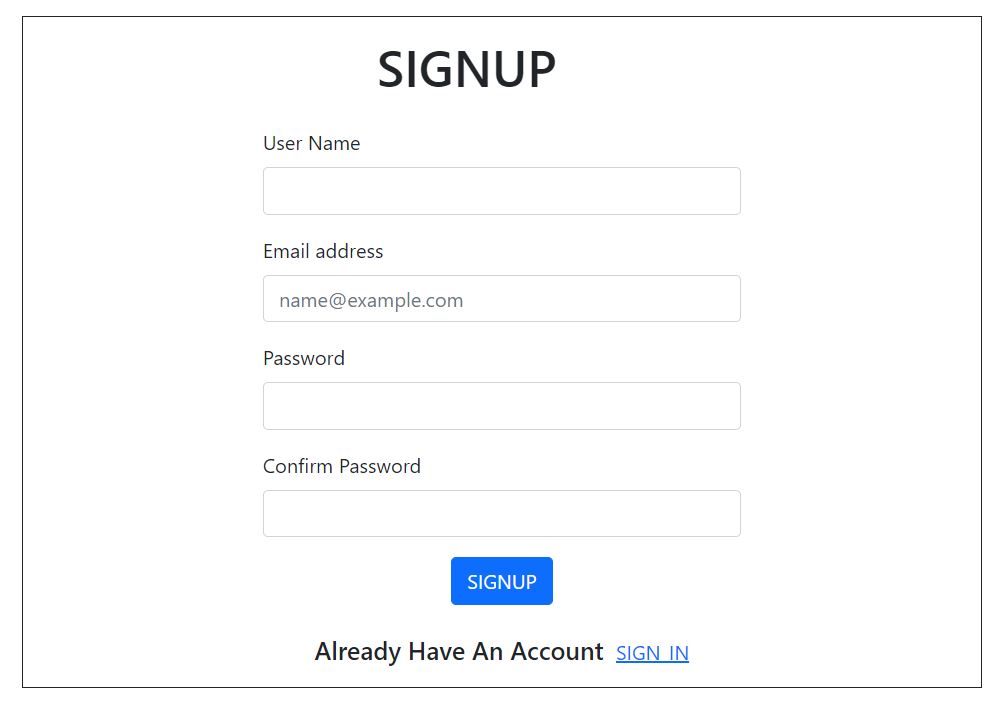 SIGNUP
User Name
Email address
name@example.com
Password
Confirm Password
SIGNUP
Already Have An Account SIGN IN